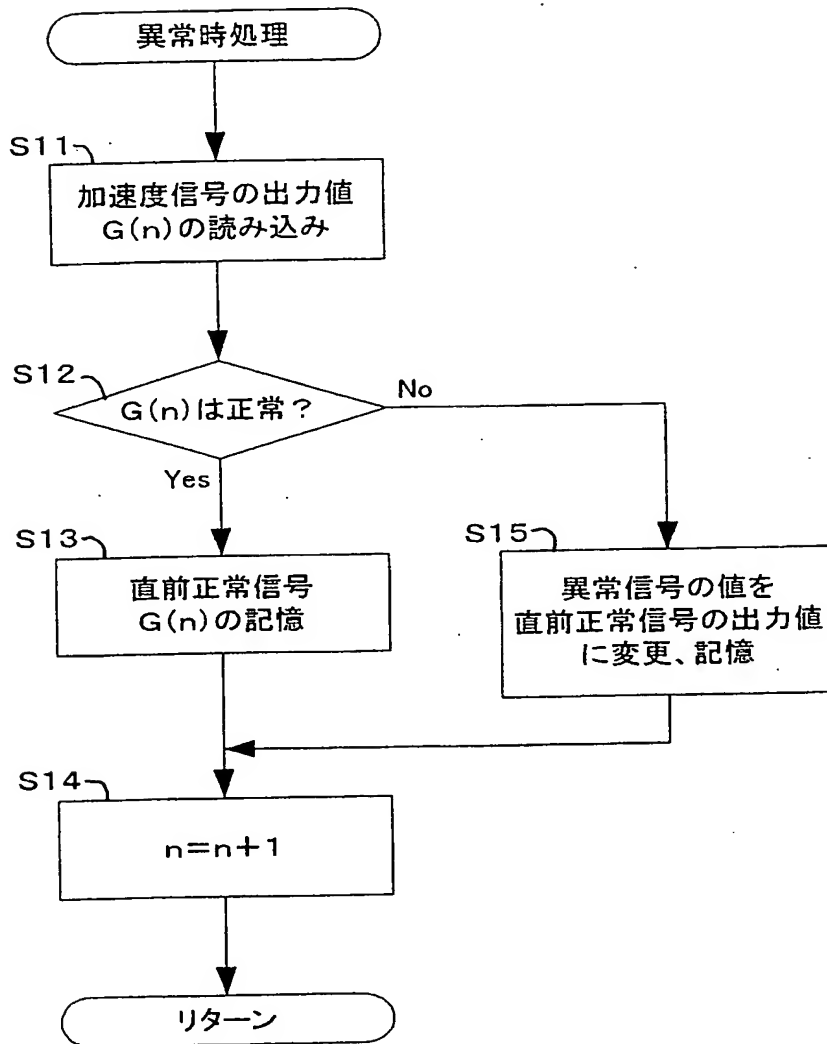 異常時処理
S11
加速度信号の出力値
G(n)の読み込み
S12
G(n)は正常？
No
Yes
S13
直前正常信号
G(n)の記憶
S15
異常信号の値を
直前正常信号の出力値
に変更、記憶
S14
n=n+1
リターン